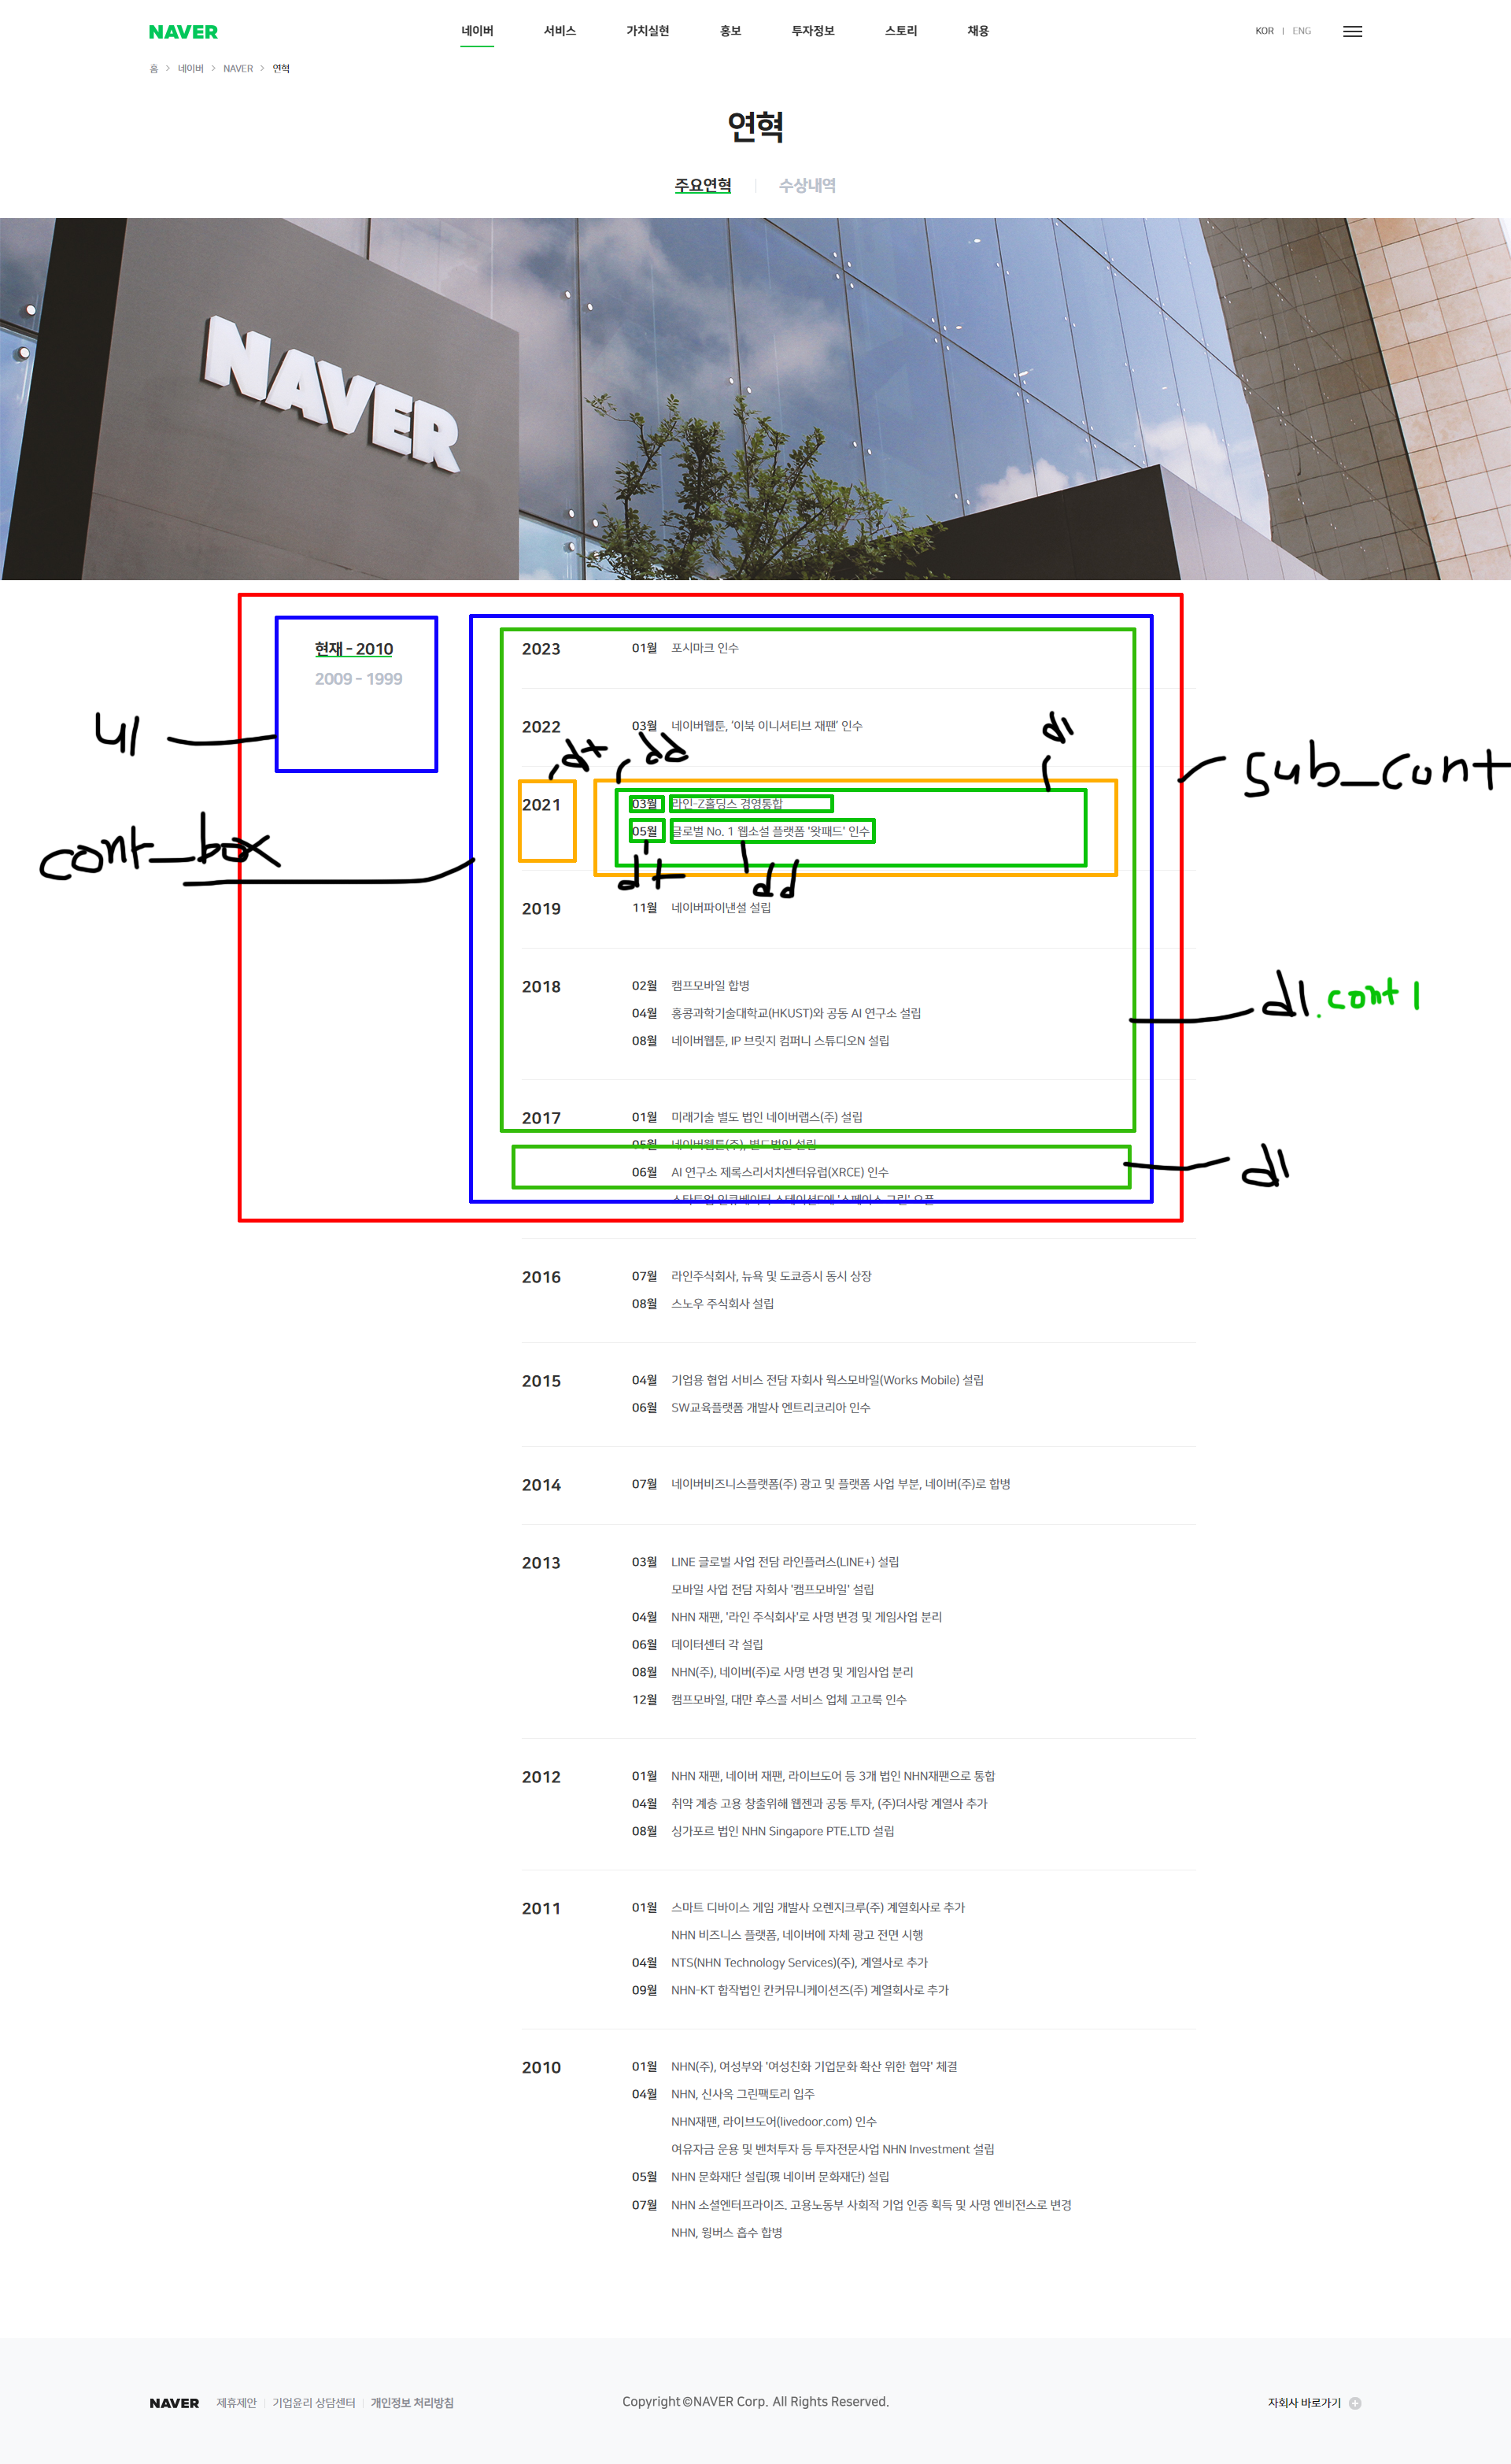 NAVER 네이버 서비스 가치실현 홍보 투자정보 스토리 채용 KOR | ENG
홈 > 네이버 > NAVER > 연혁
연혁
주요연혁 | 수상내역
NAVER
현재 - 2010
2009 - 1999
ul
cont_box
sub_cont
2023 01월 포시마크 인수
2022 03월 네이버웹툰, '이북 이니셔티브 재팬' 인수
dt dd dl
2021 03월 라인-Z홀딩스 경영통합
05월 글로벌 No. 1 웹소설 플랫폼 '왓패드' 인수
dt dd
2019 11월 네이버파이낸셜 설립
2018 02월 캠프모바일 합병
04월 홍콩과학기술대학교(HKUST)와 공동 AI 연구소 설립
08월 네이버웹툰, IP 브릿지 컴퍼니 스튜디오N 설립
dl.cont1
2017 01월 미래기술 별도 법인 네이버랩스(주) 설립
05월 네이버웹툰(주), 별도법인 설립
06월 AI 연구소 제록스리서치센터유럽(XRCE) 인수
dl
스타트업 인큐베이터 스테이션F에 '스페이스 그린' 오픈
2016 07월 라인주식회사, 뉴욕 및 도쿄증시 동시 상장
08월 스노우 주식회사 설립
2015 04월 기업용 협업 서비스 전담 자회사 웍스모바일(Works Mobile) 설립
06월 SW교육플랫폼 개발사 엔트리코리아 인수
2014 07월 네이버비즈니스플랫폼(주) 광고 및 플랫폼 사업 부분, 네이버(주)로 합병
2013 03월 LINE 글로벌 사업 전담 라인플러스(LINE+) 설립
모바일 사업 전담 자회사 '캠프모바일' 설립
04월 NHN 재팬, '라인 주식회사'로 사명 변경 및 게임사업 분리
06월 데이터센터 각 설립
08월 NHN(주), 네이버(주)로 사명 변경 및 게임사업 분리
12월 캠프모바일, 대만 후스콜 서비스 업체 고고룩 인수
2012 01월 NHN 재팬, 네이버 재팬, 라이브도어 등 3개 법인 NHN재팬으로 통합
04월 취약 계층 고용 창출위해 웹젠과 공동 투자, (주)더사랑 계열사 추가
08월 싱가포르 법인 NHN Singapore PTE.LTD 설립
2011 01월 스마트 디바이스 게임 개발사 오렌지크루(주) 계열회사로 추가
NHN 비즈니스 플랫폼, 네이버에 자체 광고 전면 시행
04월 NTS(NHN Technology Services)(주), 계열사로 추가
09월 NHN-KT 합작법인 칸커뮤니케이션즈(주) 계열회사로 추가
2010 01월 NHN(주), 여성부와 '여성친화 기업문화 확산 위한 협약' 체결
04월 NHN, 신사옥 그린팩토리 입주
NHN재팬, 라이브도어(livedoor.com) 인수
여유자금 운용 및 벤처투자 등 투자전문사업 NHN Investment 설립
05월 NHN 문화재단 설립(現 네이버 문화재단) 설립
07월 NHN 소셜엔터프라이즈, 고용노동부 사회적 기업 인증 획득 및 사명 엔비전스로 변경
NHN, 윙버스 흡수 합병
NAVER 제휴제안 | 기업윤리 상담센터 | 개인정보 처리방침 Copyright ©NAVER Corp. All Rights Reserved. 자회사 바로가기